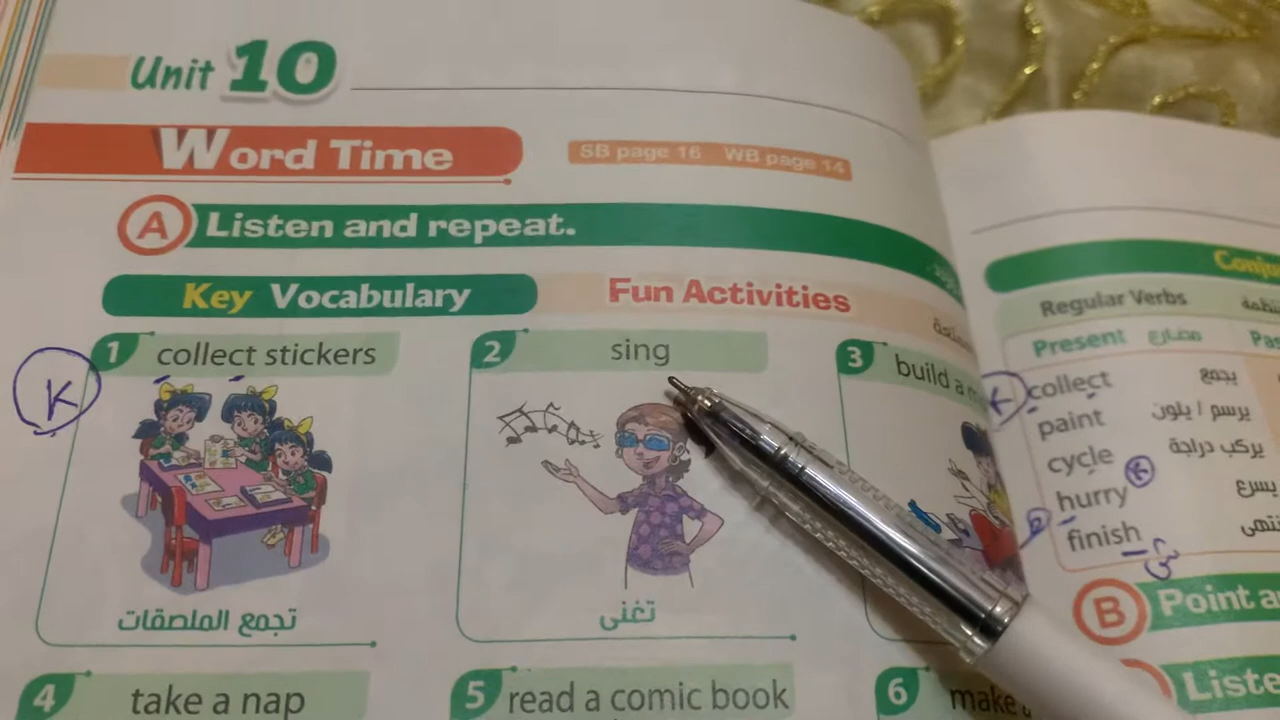 Unit 10
Word Time
SB page 16 WB page 14
A Listen and repeat.
Key Vocabulary
Fun Activities
1 collect stickers
K
تجمع الملصقات
2 sing
تغنى
3 build a
4 take a nap
5 read a comic book
6 make
Regular Verbs
Present مضارع
K collect يجمع
paint يرسم / يلون
cycle يركب دراجة
K
hurry يسرع
finish
ش
B Point